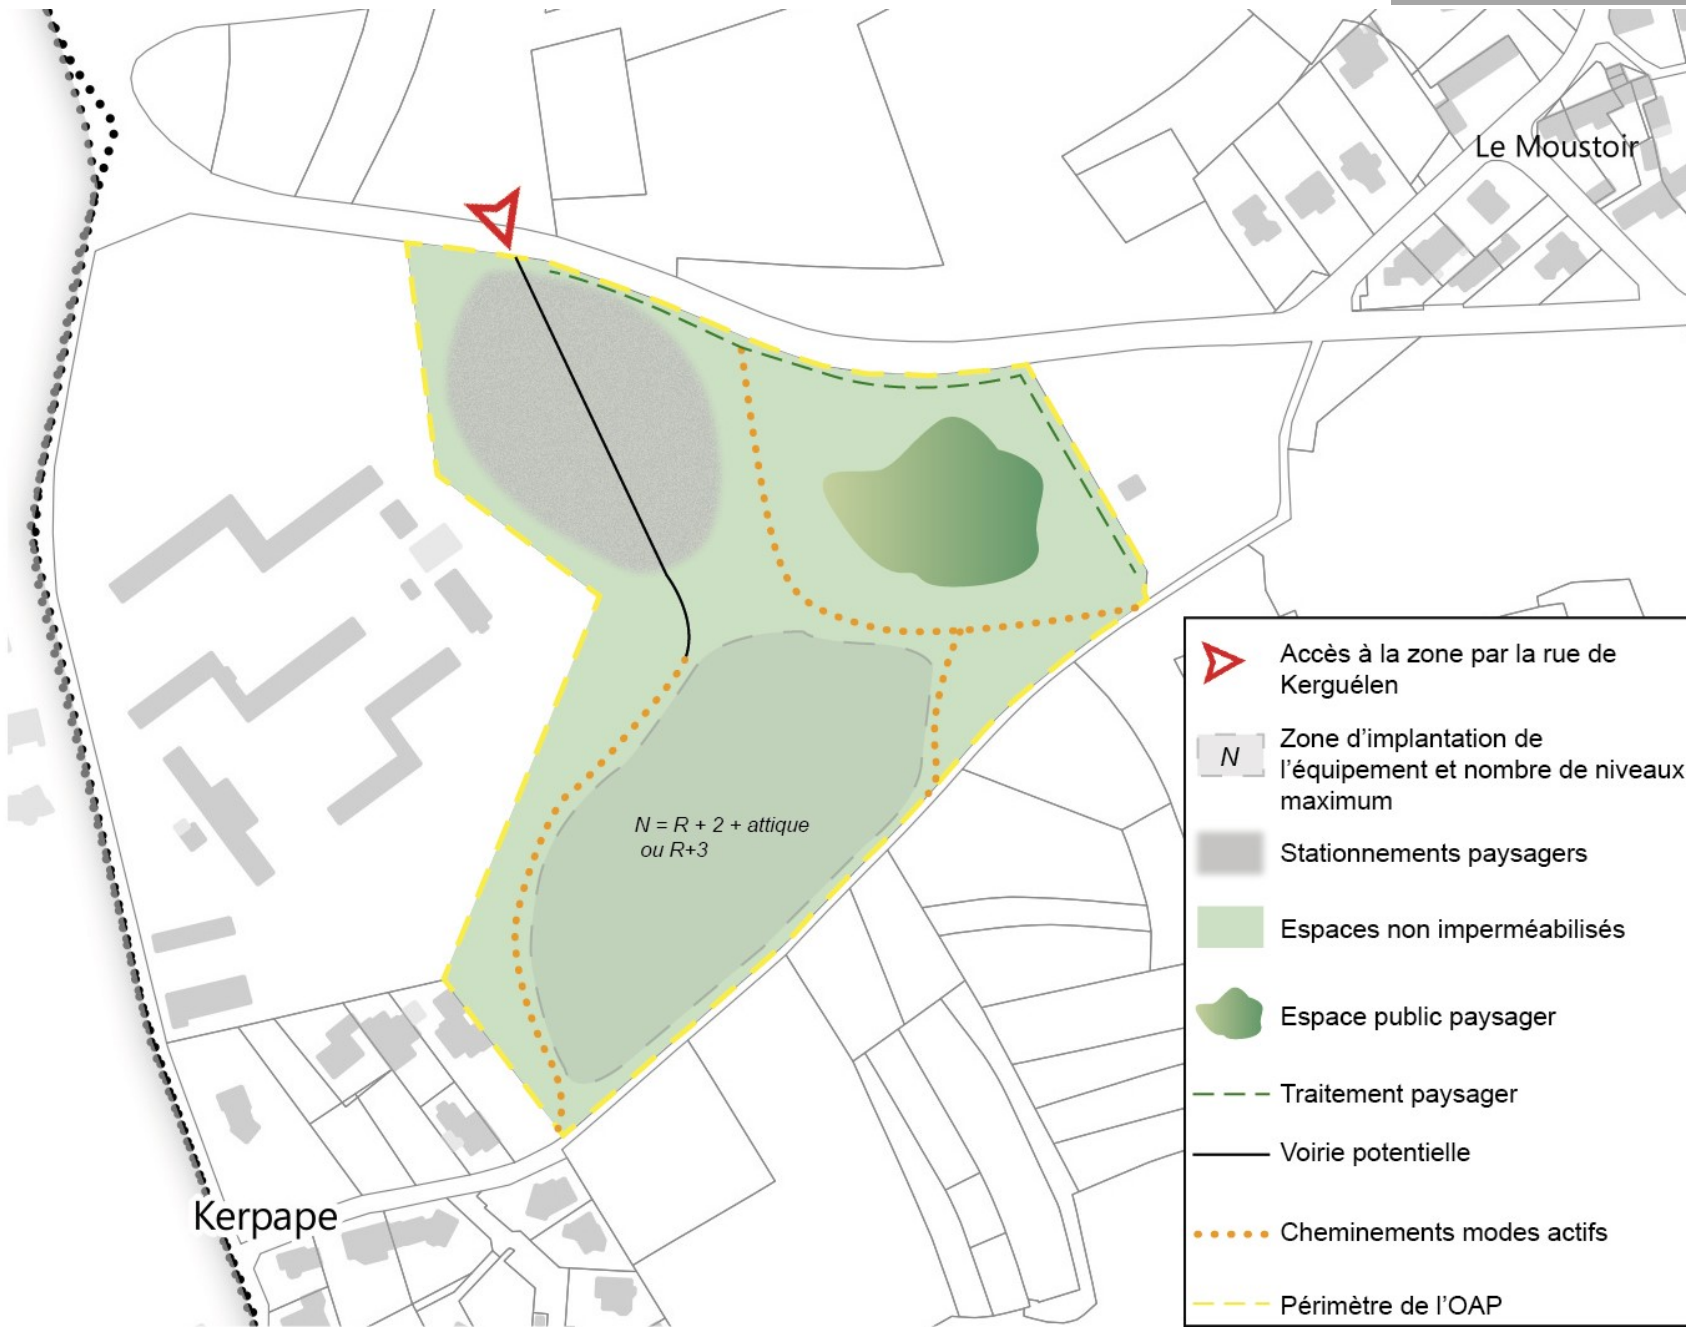 Le Moustoir
N = R + 2 + attique
ou R+3
Kerpape
Accès à la zone par la rue de
Kerguélen
N
Zone d’implantation de
l’équipement et nombre de niveaux
maximum
Stationnements paysagers
Espaces non imperméabilisés
Espace public paysager
Traitement paysager
Voirie potentielle
Cheminements modes actifs
Périmètre de l’OAP